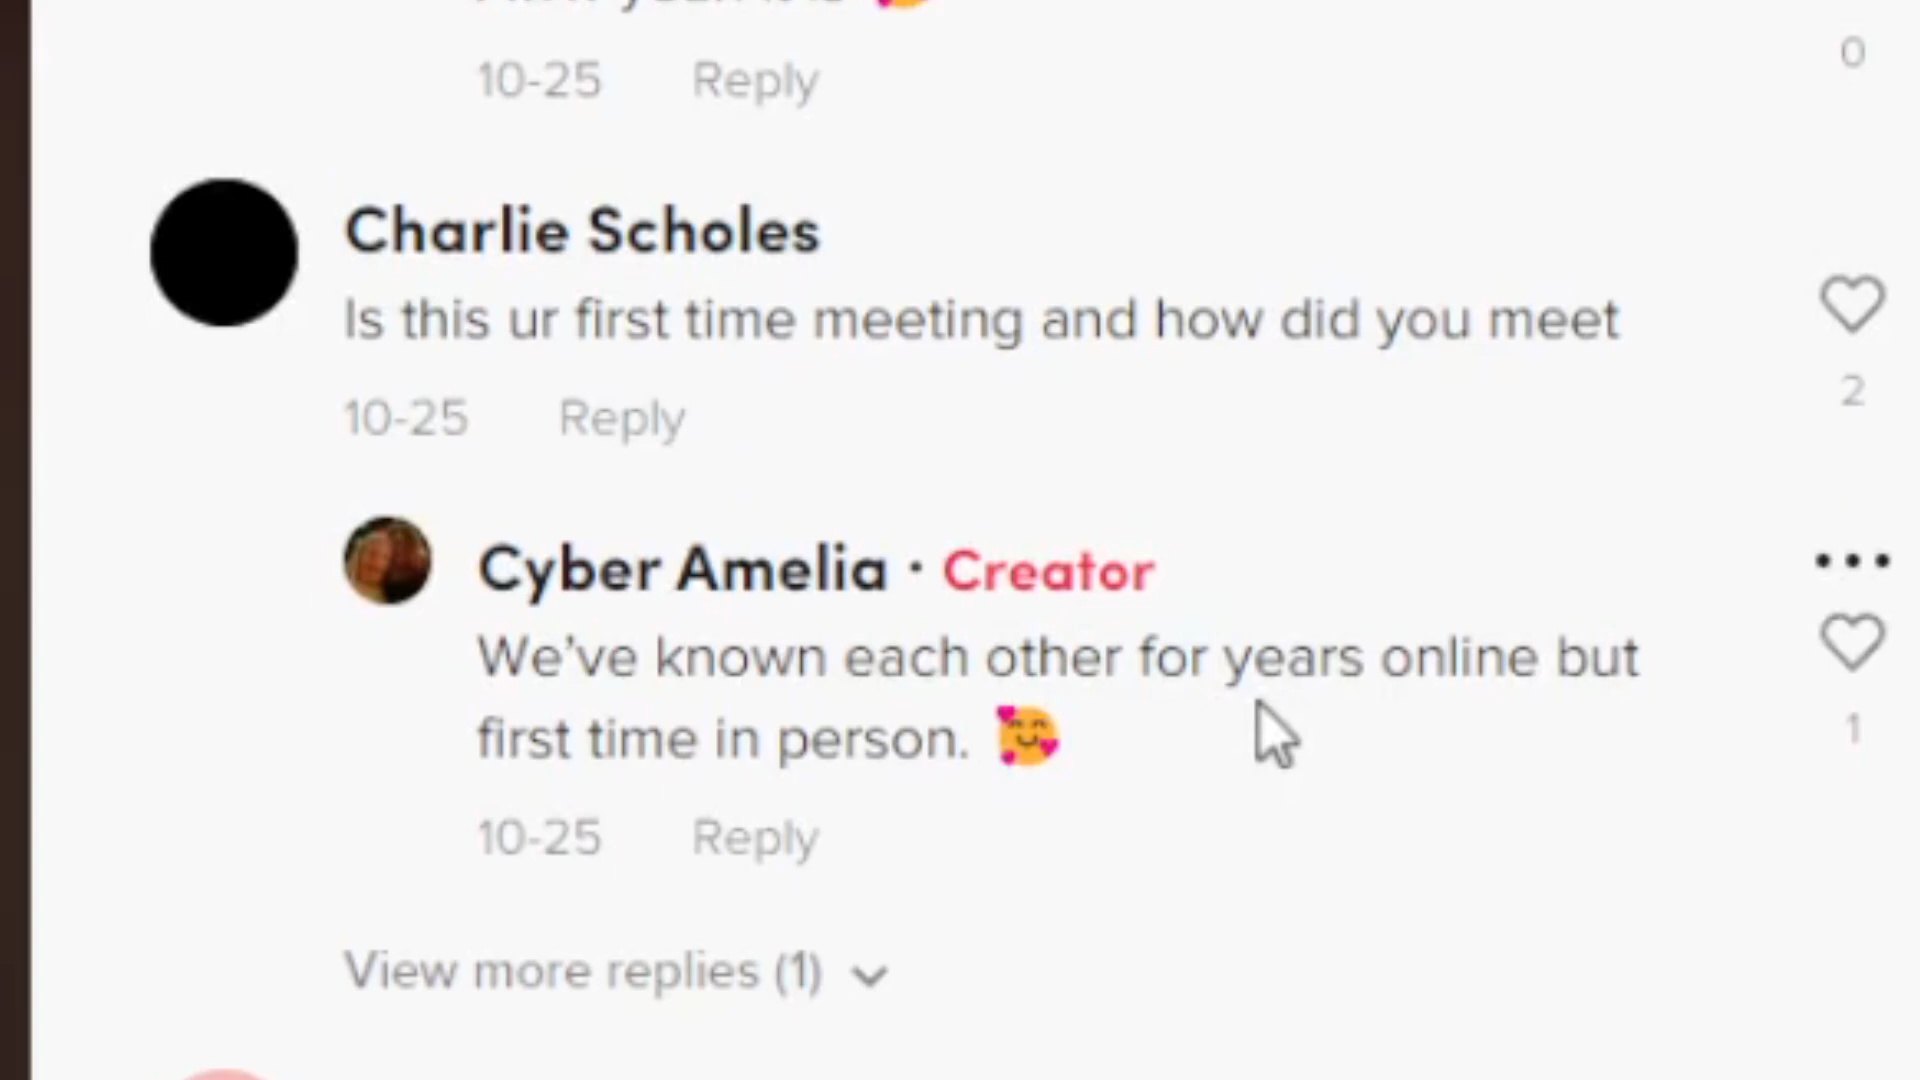 10-25 Reply 0
Charlie Scholes
Is this ur first time meeting and how did you meet
2
10-25 Reply
Cyber Amelia · Creator
We've known each other for years online but
first time in person. 🥰
1
10-25 Reply
View more replies (1)